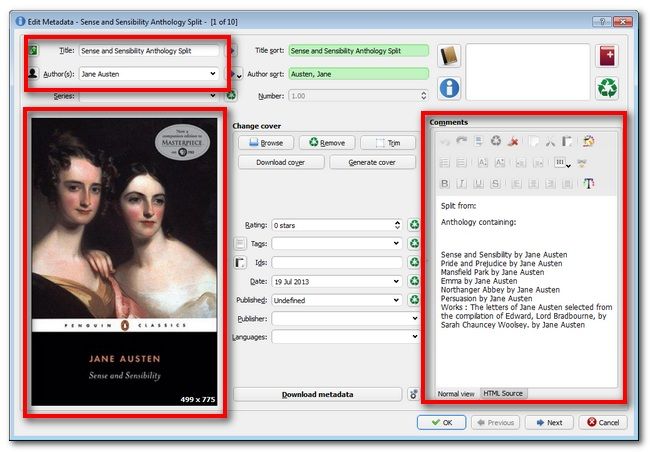 Edit Metadata - Sense and Sensibility Anthology Split - [1 of 10]
Title: Sense and Sensibility Anthology Split
Title sort: Sense and Sensibility Anthology Split
Author(s): Jane Austen
Author sort: Austen, Jane
Series:
Number: 1.00
Now a
companion edition to
MASTERPIECE
PBS
PENGUIN CLASSICS
JANE AUSTEN
Sense and Sensibility
499 x 775
Change cover
Browse Remove Trim
Download cover Generate cover
Rating: 0 stars
Tags:
Ids:
Date: 19 Jul 2013
Published: Undefined
Publisher:
Languages:
Download metadata
Comments
Split from:
Anthology containing:
Sense and Sensibility by Jane Austen
Pride and Prejudice by Jane Austen
Mansfield Park by Jane Austen
Emma by Jane Austen
Northanger Abbey by Jane Austen
Persuasion by Jane Austen
Works : The letters of Jane Austen selected from
the compilation of Edward, Lord Bradbourne, by
Sarah Chauncey Woolsey. by Jane Austen
Normal view HTML Source
OK Previous Next Cancel